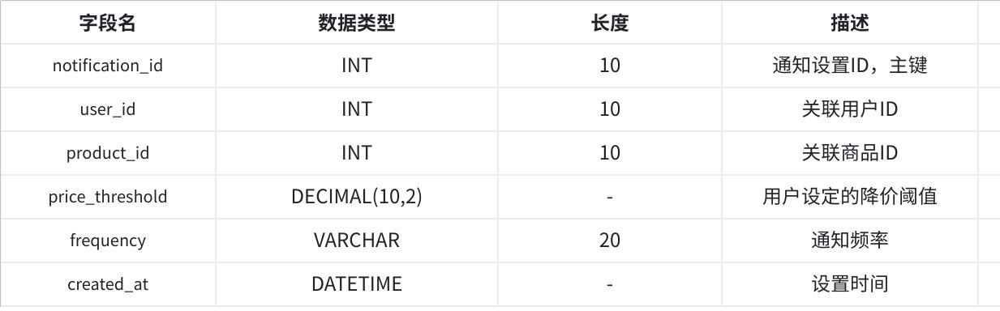 字段名 数据类型 长度 描述
notification_id INT 10 通知设置ID，主键
user_id INT 10 关联用户ID
product_id INT 10 关联商品ID
price_threshold DECIMAL(10,2) - 用户设定的降价阈值
frequency VARCHAR 20 通知频率
created_at DATETIME - 设置时间